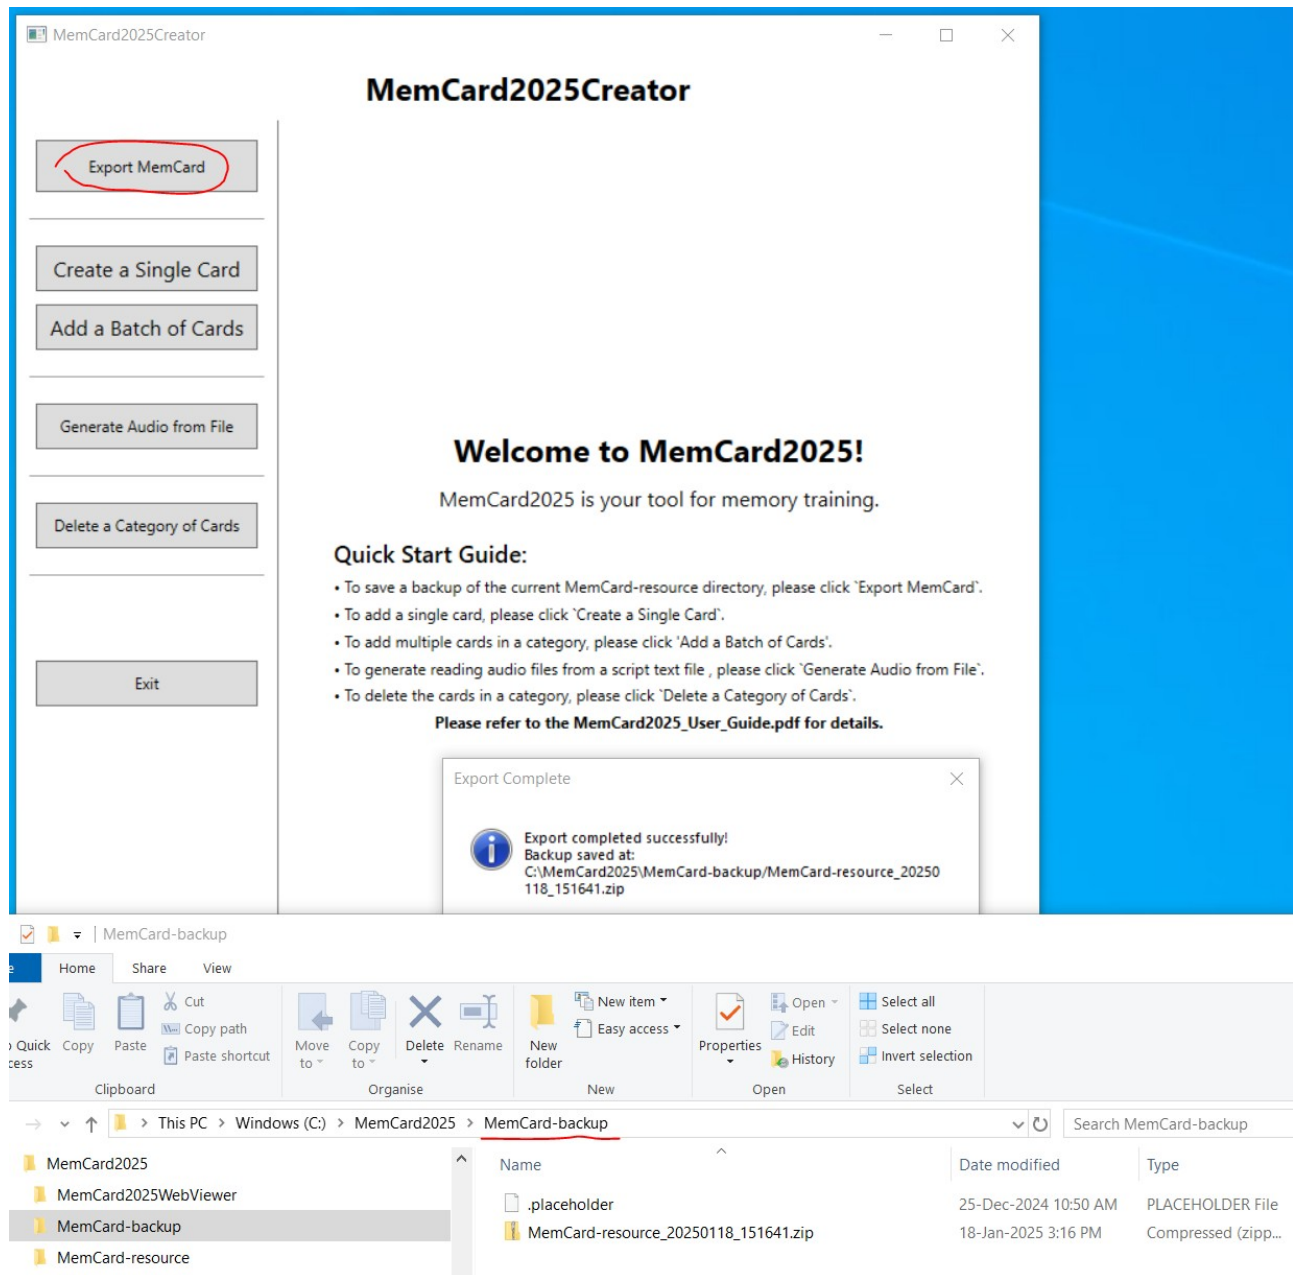 MemCard2025Creator
MemCard2025Creator
Export MemCard
Create a Single Card
Add a Batch of Cards
Generate Audio from File
Delete a Category of Cards
Exit
Welcome to MemCard2025!
MemCard2025 is your tool for memory training.
Quick Start Guide:
• To save a backup of the current MemCard-resource directory, please click `Export MemCard`.
• To add a single card, please click `Create a Single Card`.
• To add multiple cards in a category, please click 'Add a Batch of Cards'.
• To generate reading audio files from a script text file , please click `Generate Audio from File`.
• To delete the cards in a category, please click `Delete a Category of Cards`.
Please refer to the MemCard2025_User_Guide.pdf for details.
Export Complete
Export completed successfully!
Backup saved at:
C:\MemCard2025\MemCard-backup/MemCard-resource_20250
118_151641.zip
MemCard-backup
Home Share View
Quick
Copy
Paste
Cut
Copy path
Paste shortcut
Clipboard
Move
to
Copy
to
Delete
Rename
Organise
New
folder
New item
Easy access
New
Properties
Open
Edit
History
Open
Select all
Select none
Invert selection
Select
This PC > Windows (C:) > MemCard2025 > MemCard-backup
Search MemCard-backup
MemCard2025
MemCard2025WebViewer
MemCard-backup
MemCard-resource
Name Date modified Type
.placeholder 25-Dec-2024 10:50 AM PLACEHOLDER File
MemCard-resource_20250118_151641.zip 18-Jan-2025 3:16 PM Compressed (zipp...